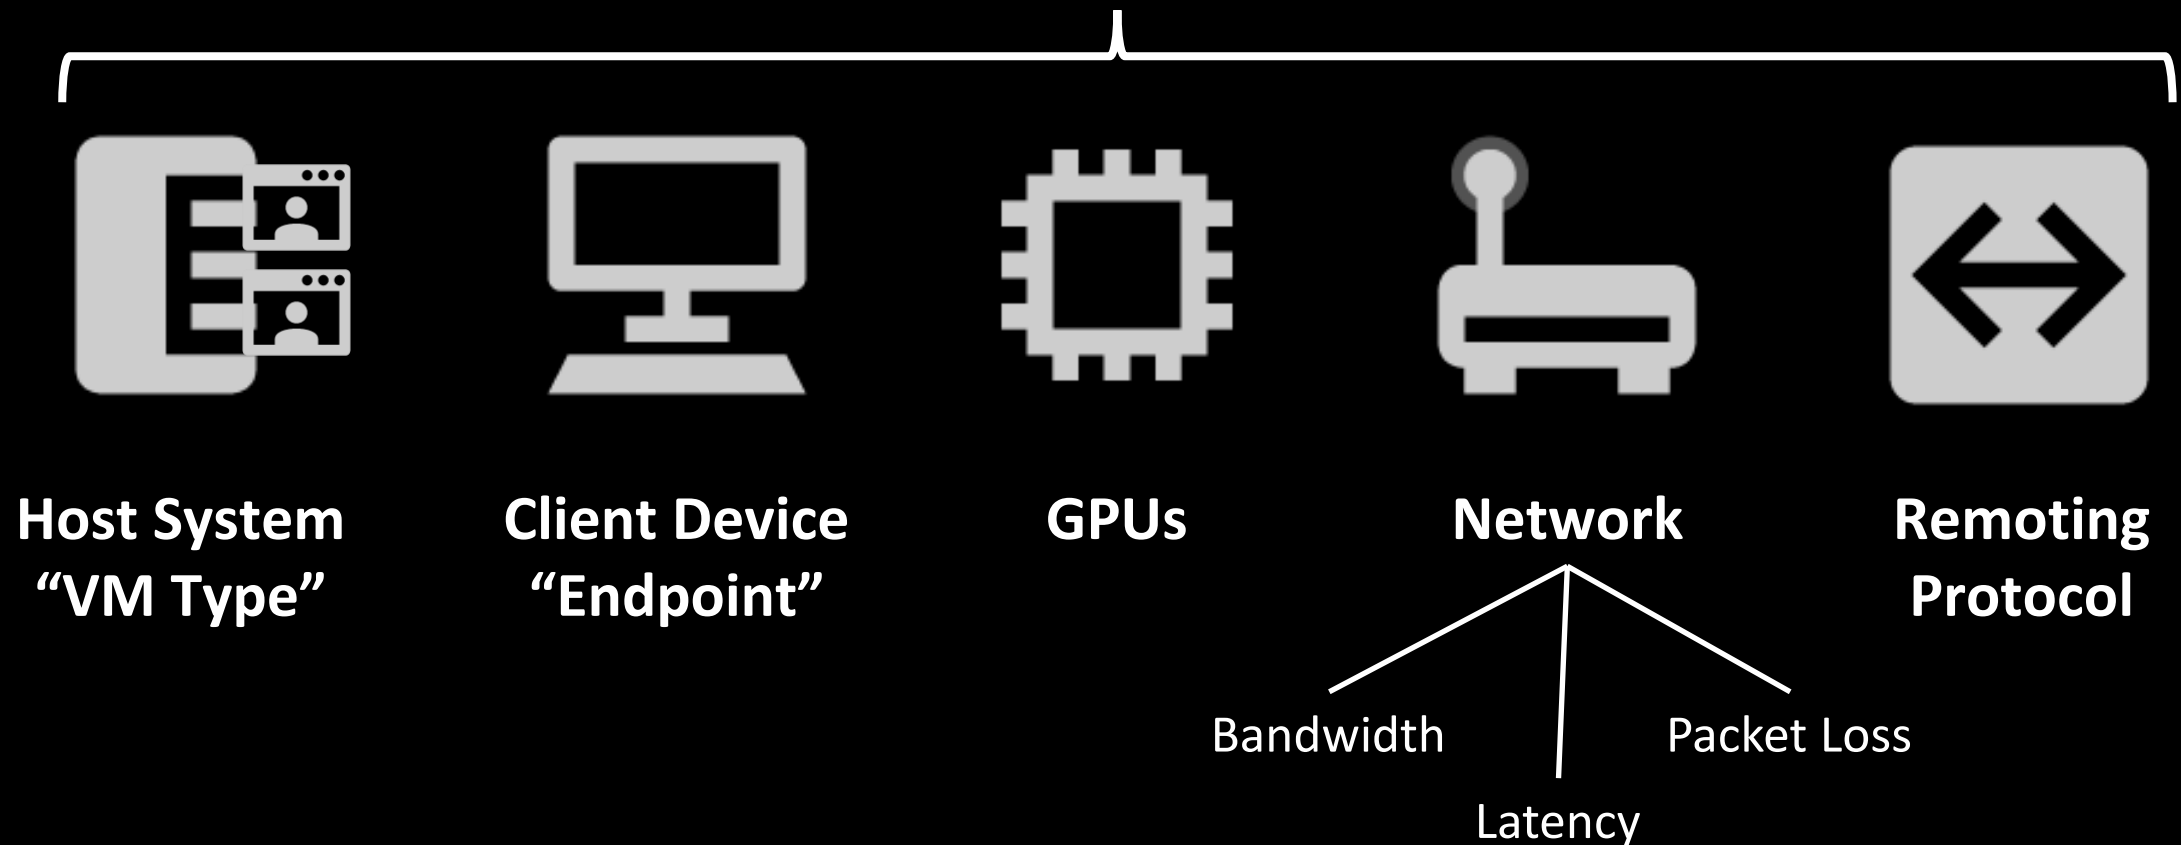 Host System
“VM Type”
Client Device
“Endpoint”
GPUs
Network
Remoting
Protocol
Bandwidth
Packet Loss
Latency